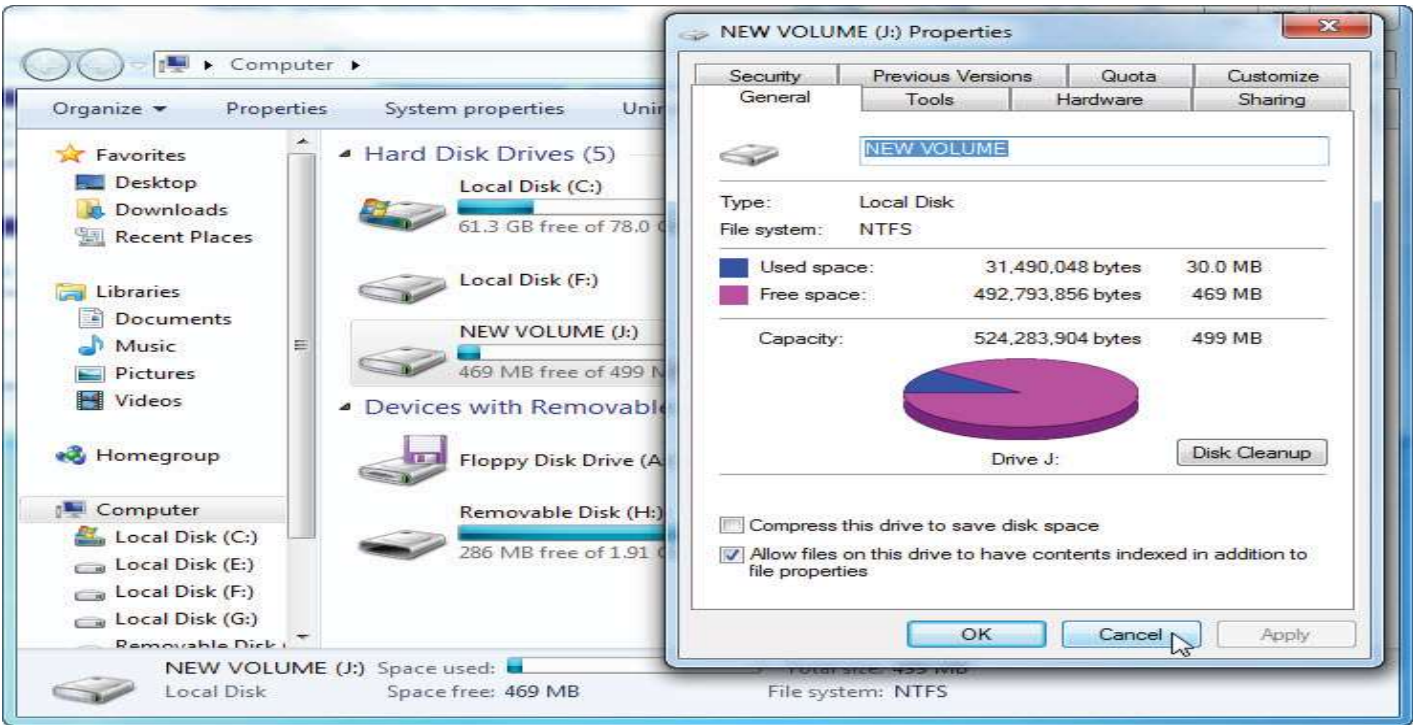 Computer
Organize Properties System properties
Favorites
Desktop
Downloads
Recent Places
Libraries
Documents
Music
Pictures
Videos
Homegroup
Computer
Local Disk (C:)
Local Disk (E:)
Local Disk (F:)
Local Disk (G:)
Removable Disk
Hard Disk Drives (5)
Local Disk (C:)
61.3 GB free of 78.0
Local Disk (F:)
NEW VOLUME (J:)
469 MB free of 499
Devices with Removable
Floppy Disk Drive (A
Removable Disk (H:)
286 MB free of 1.91
NEW VOLUME (J:) Space used: Total size: 499 MB
Local Disk Space free: 469 MB File system: NTFS
NEW VOLUME (J:) Properties
Security Previous Versions Quota Customize
General Tools Hardware Sharing
NEW VOLUME
Type: Local Disk
File system: NTFS
Used space: 31,490,048 bytes 30.0 MB
Free space: 492,793,856 bytes 469 MB
Capacity: 524,283,904 bytes 499 MB
Drive J:
Disk Cleanup
Compress this drive to save disk space
Allow files on this drive to have contents indexed in addition to
file properties
OK Cancel Apply